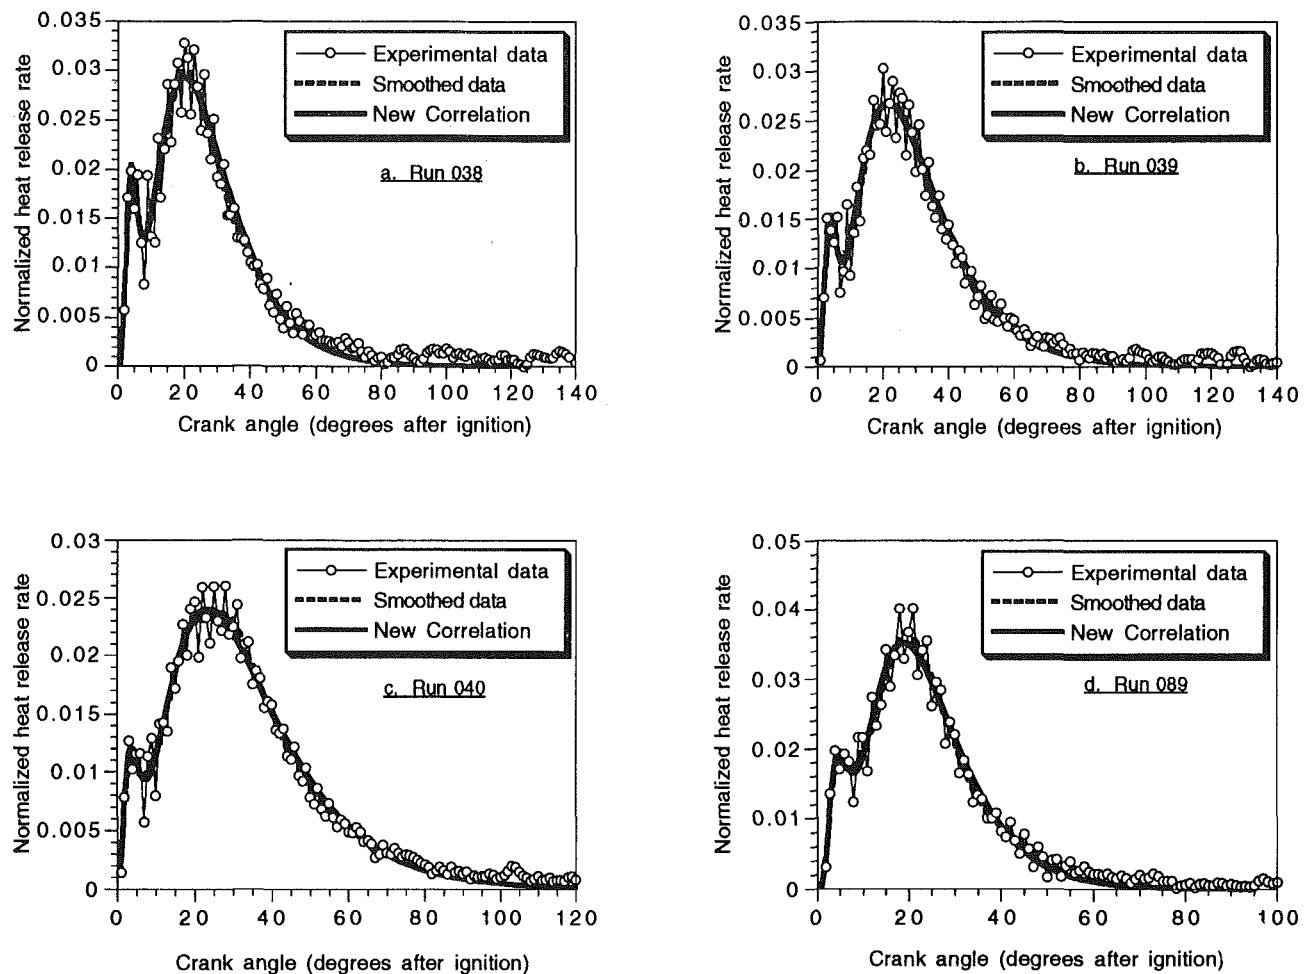 0.035
0.03
0.025
0.02
0.015
0.01
0.005
0
Normalized heat release rate
Experimental data
Smoothed data
New Correlation
a. Run 038
0 20 40 60 80 100 120 140
Crank angle (degrees after ignition)
0.035
0.03
0.025
0.02
0.015
0.01
0.005
0
Normalized heat release rate
Experimental data
Smoothed data
New Correlation
b. Run 039
0 20 40 60 80 100 120 140
Crank angle (degrees after ignition)
0.03
0.025
0.02
0.015
0.01
0.005
0
Normalized heat release rate
Experimental data
Smoothed data
New Correlation
c. Run 040
0 20 40 60 80 100 120
Crank angle (degrees after ignition)
0.05
0.04
0.03
0.02
0.01
0
Normalized heat release rate
Experimental data
Smoothed data
New Correlation
d. Run 089
0 20 40 60 80 100
Crank angle (degrees after ignition)